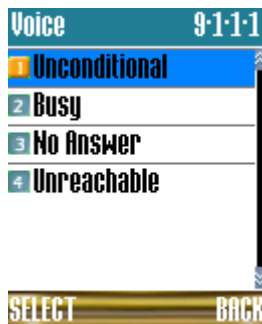 Voice 9-1-1-1
1 Unconditional
2 Busy
3 No Answer
4 Unreachable
SELECT BACK